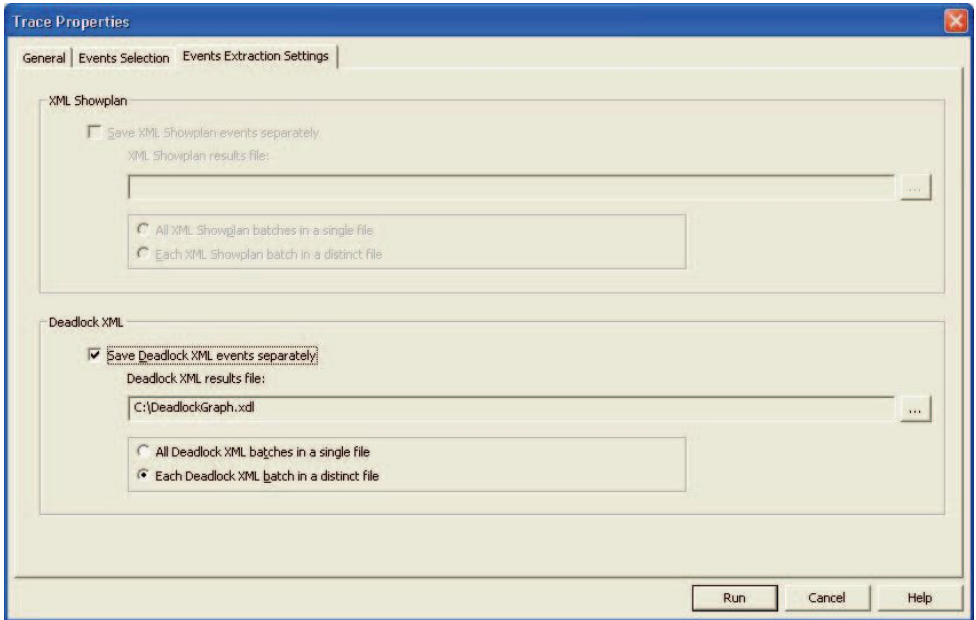 Trace Properties
General Events Selection Events Extraction Settings
XML Showplan
Save XML Showplan events separately
XML Showplan results file:
...
All XML Showplan batches in a single file
Each XML Showplan batch in a distinct file
Deadlock XML
Save Deadlock XML events separately
Deadlock XML results file:
C:\DeadlockGraph.xdl
...
All Deadlock XML batches in a single file
Each Deadlock XML batch in a distinct file
Run Cancel Help